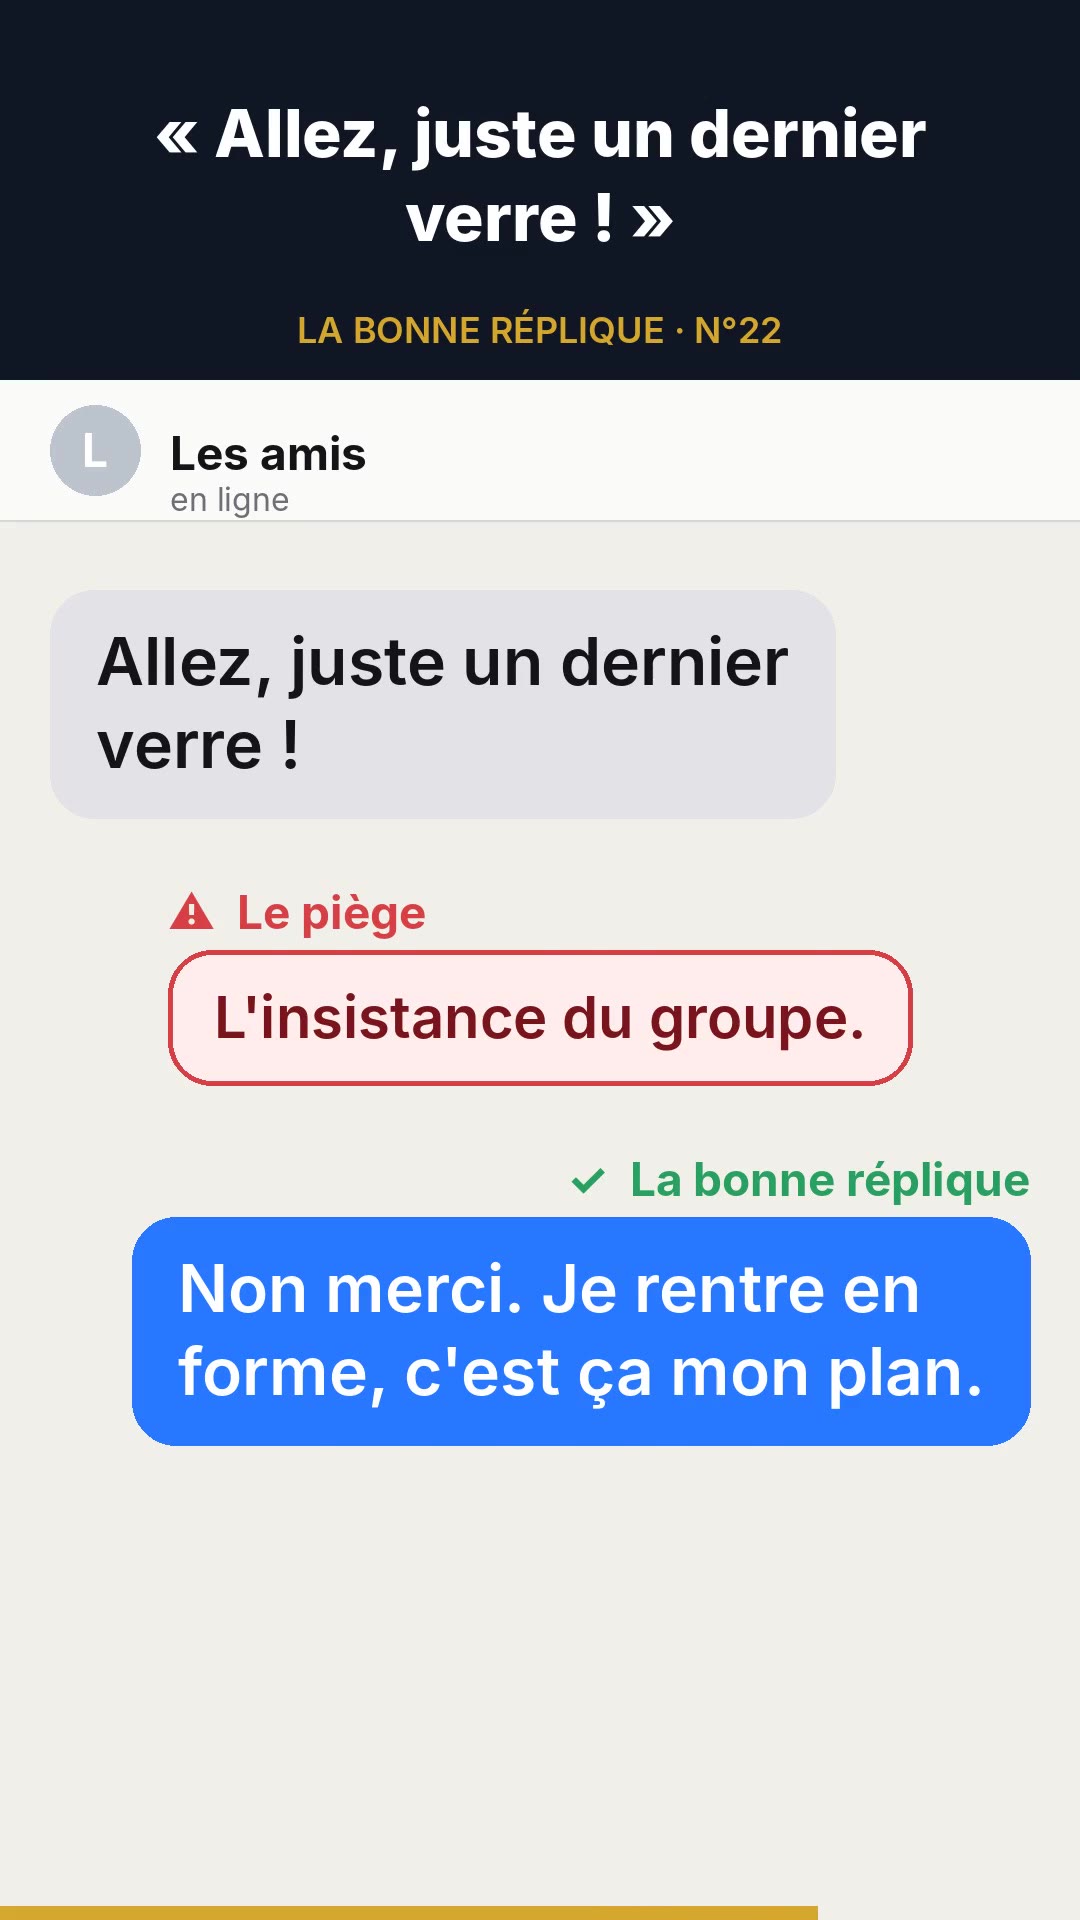 « Allez, juste un dernier
verre ! »
LA BONNE RÉPLIQUE · N°22
L
Les amis
en ligne
Allez, juste un dernier
verre !
Le piège
L'insistance du groupe.
La bonne réplique
Non merci. Je rentre en
forme, c'est ça mon plan.